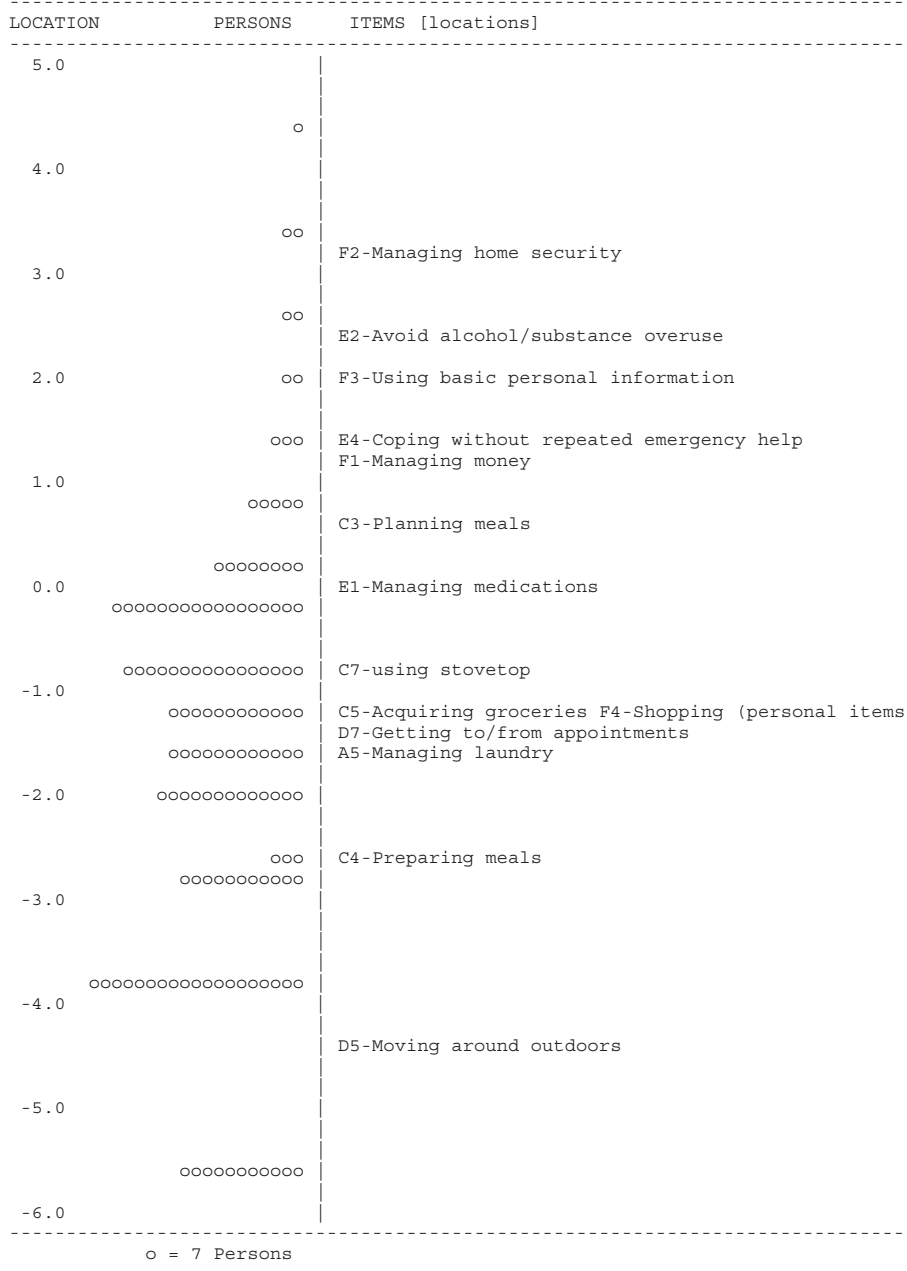 LOCATION PERSONS ITEMS [locations]
5.0
o
4.0
oo
F2-Managing home security
3.0
oo
E2-Avoid alcohol/substance overuse
2.0 oo F3-Using basic personal information
ooo E4-Coping without repeated emergency help
F1-Managing money
1.0
ooooo
C3-Planning meals
oooooooo
0.0 E1-Managing medications
ooooooooooooooooo
oooooooooooooooo C7-using stovetop
-1.0
oooooooooooo C5-Acquiring groceries F4-Shopping (personal items
D7-Getting to/from appointments
oooooooooooo A5-Managing laundry
-2.0 ooooooooooooo
ooo C4-Preparing meals
ooooooooooo
-3.0
ooooooooooooooooooo
-4.0
D5-Moving around outdoors
-5.0
ooooooooooo
-6.0
o = 7 Persons